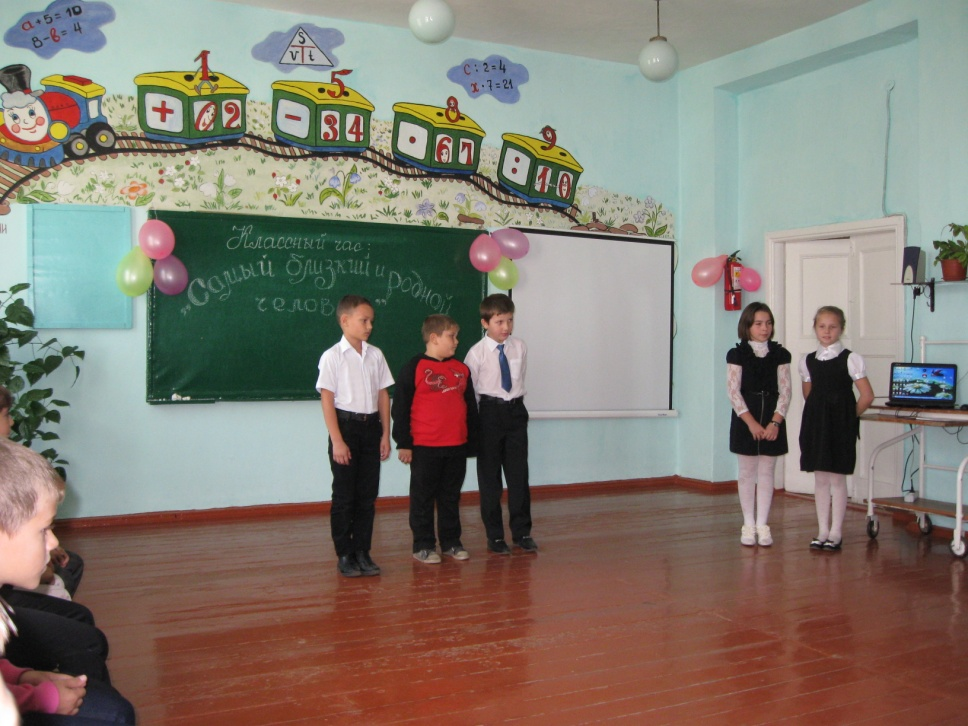 а + 5 = 10
8 - в = 4
S
V t
с : 2 = 4
х · 7 = 21
1
5
8
9
+ 02
- 34
· 67
: 10
Классный час:
„Самый близкий и родной